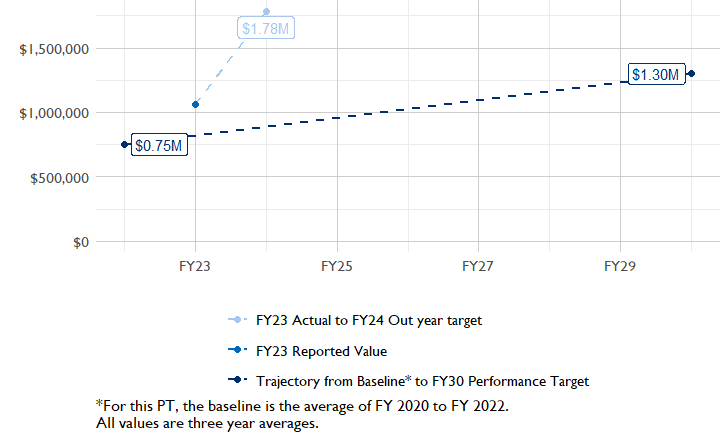 $1.78M
$1,500,000
$1.30M
$1,000,000
$0.75M
$500,000
$0
FY23 FY25 FY27 FY29
FY23 Actual to FY24 Out year target
FY23 Reported Value
Trajectory from Baseline* to FY30 Performance Target
*For this PT, the baseline is the average of FY 2020 to FY 2022.
All values are three year averages.